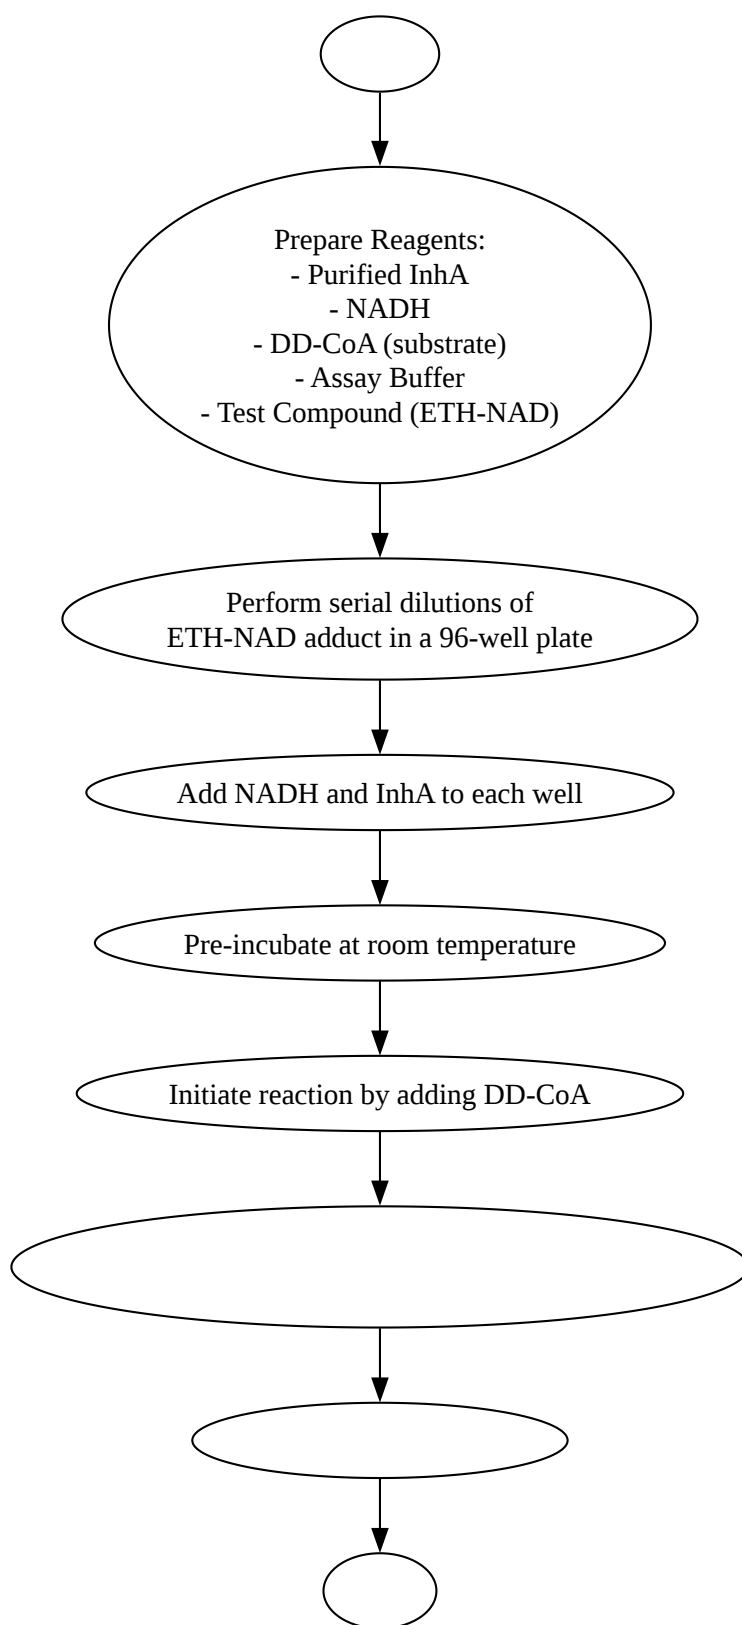 Prepare Reagents:
- Purified InhA
- NADH
- DD-CoA (substrate)
- Assay Buffer
- Test Compound (ETH-NAD)
Perform serial dilutions of
ETH-NAD adduct in a 96-well plate
Add NADH and InhA to each well
Pre-incubate at room temperature
Initiate reaction by adding DD-CoA